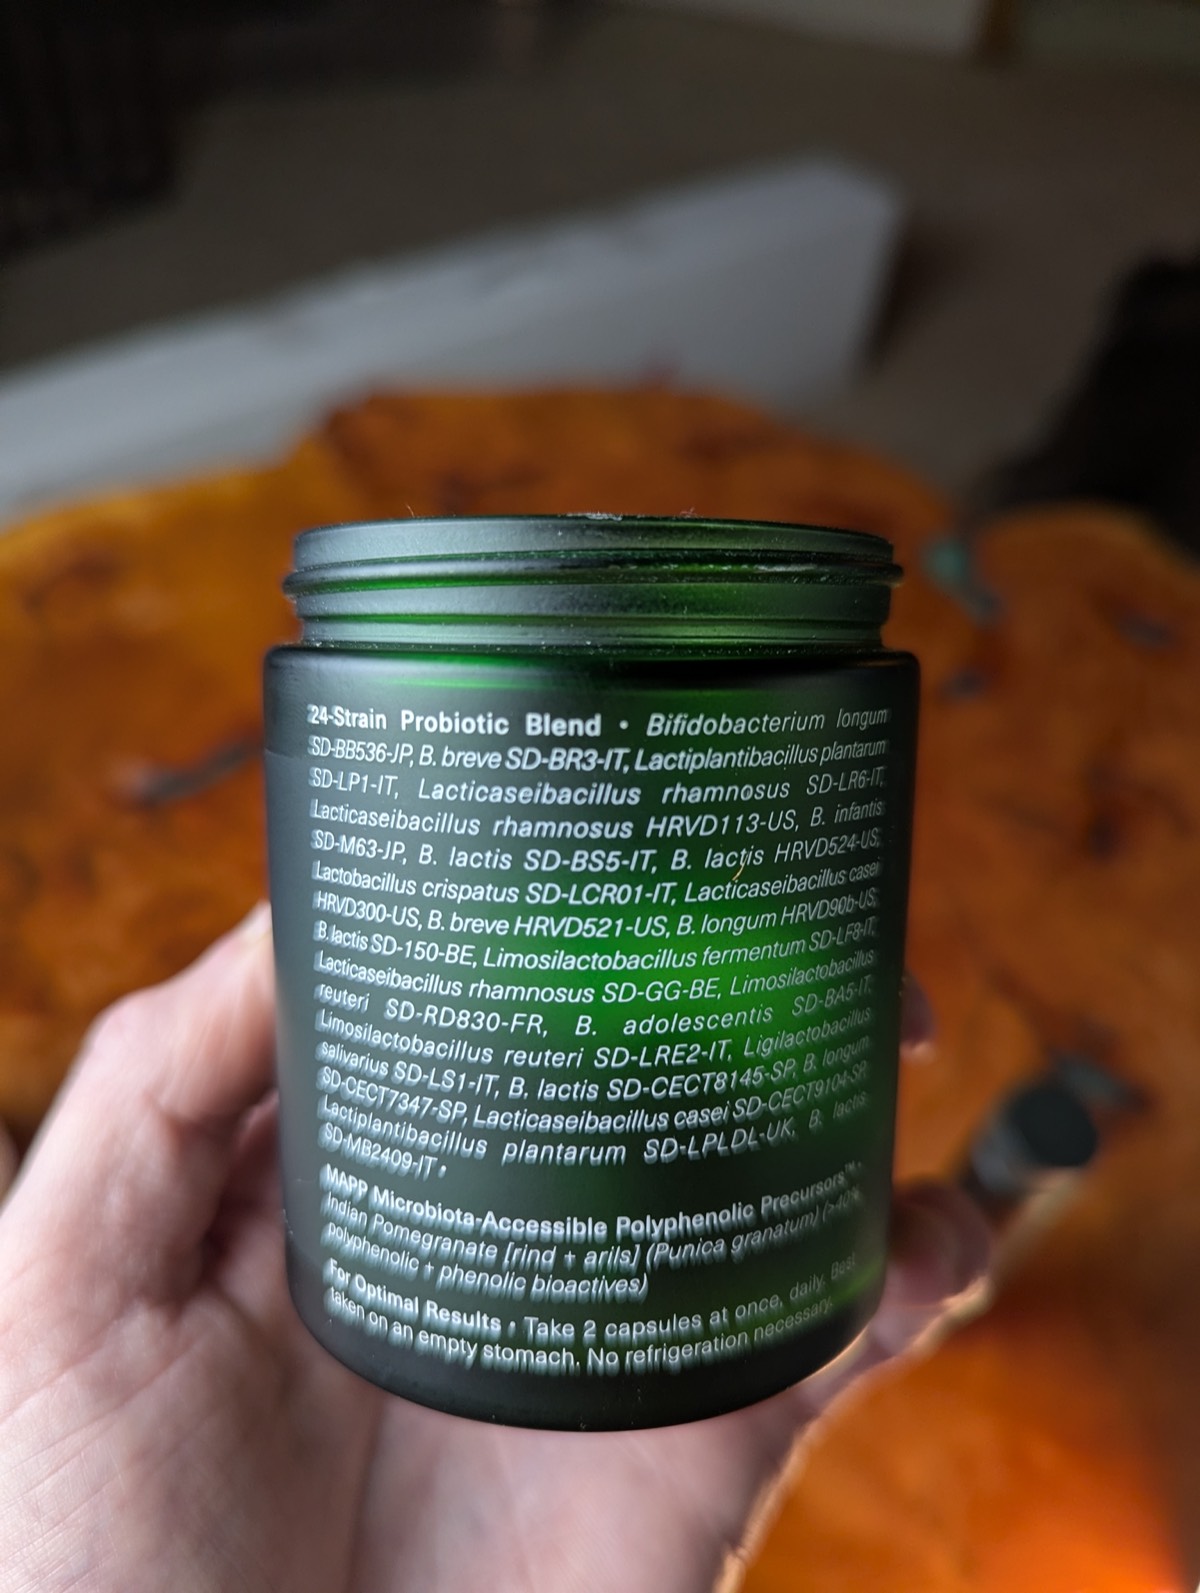 24-Strain Probiotic Blend • Bifidobacterium longum
SD-BB536-JP, B. breve SD-BR3-IT, Lactiplantibacillus plantarum
SD-LP1-IT, Lacticaseibacillus rhamnosus SD-LR6-IT,
Lacticaseibacillus rhamnosus HRVD113-US, B. infantis
SD-M63-JP, B. lactis SD-BS5-IT, B. lactis HRVD524-US,
Lactobacillus crispatus SD-LCR01-IT, Lacticaseibacillus casei
HRVD300-US, B. breve HRVD521-US, B. longum HRVD90b-US,
B. lactis SD-150-BE, Limosilactobacillus fermentum SD-LF8-IT,
Lacticaseibacillus rhamnosus SD-GG-BE, Limosilactobacillus
reuteri SD-RD830-FR, B. adolescentis SD-BA5-IT,
Limosilactobacillus reuteri SD-LRE2-IT, Ligilactobacillus
salivarius SD-LS1-IT, B. lactis SD-CECT8145-SP, B. longum
SD-CECT7347-SP, Lacticaseibacillus casei SD-CECT9104-SP,
Lactiplantibacillus plantarum SD-LPLDL-UK, B. lactis
SD-MB2409-IT •
MAPP Microbiota-Accessible Polyphenolic Precursors™ •
Indian Pomegranate [rind + arils] (Punica granatum) (>40%
polyphenolic + phenolic bioactives)
For Optimal Results • Take 2 capsules at once, daily. Best
taken on an empty stomach. No refrigeration necessary.